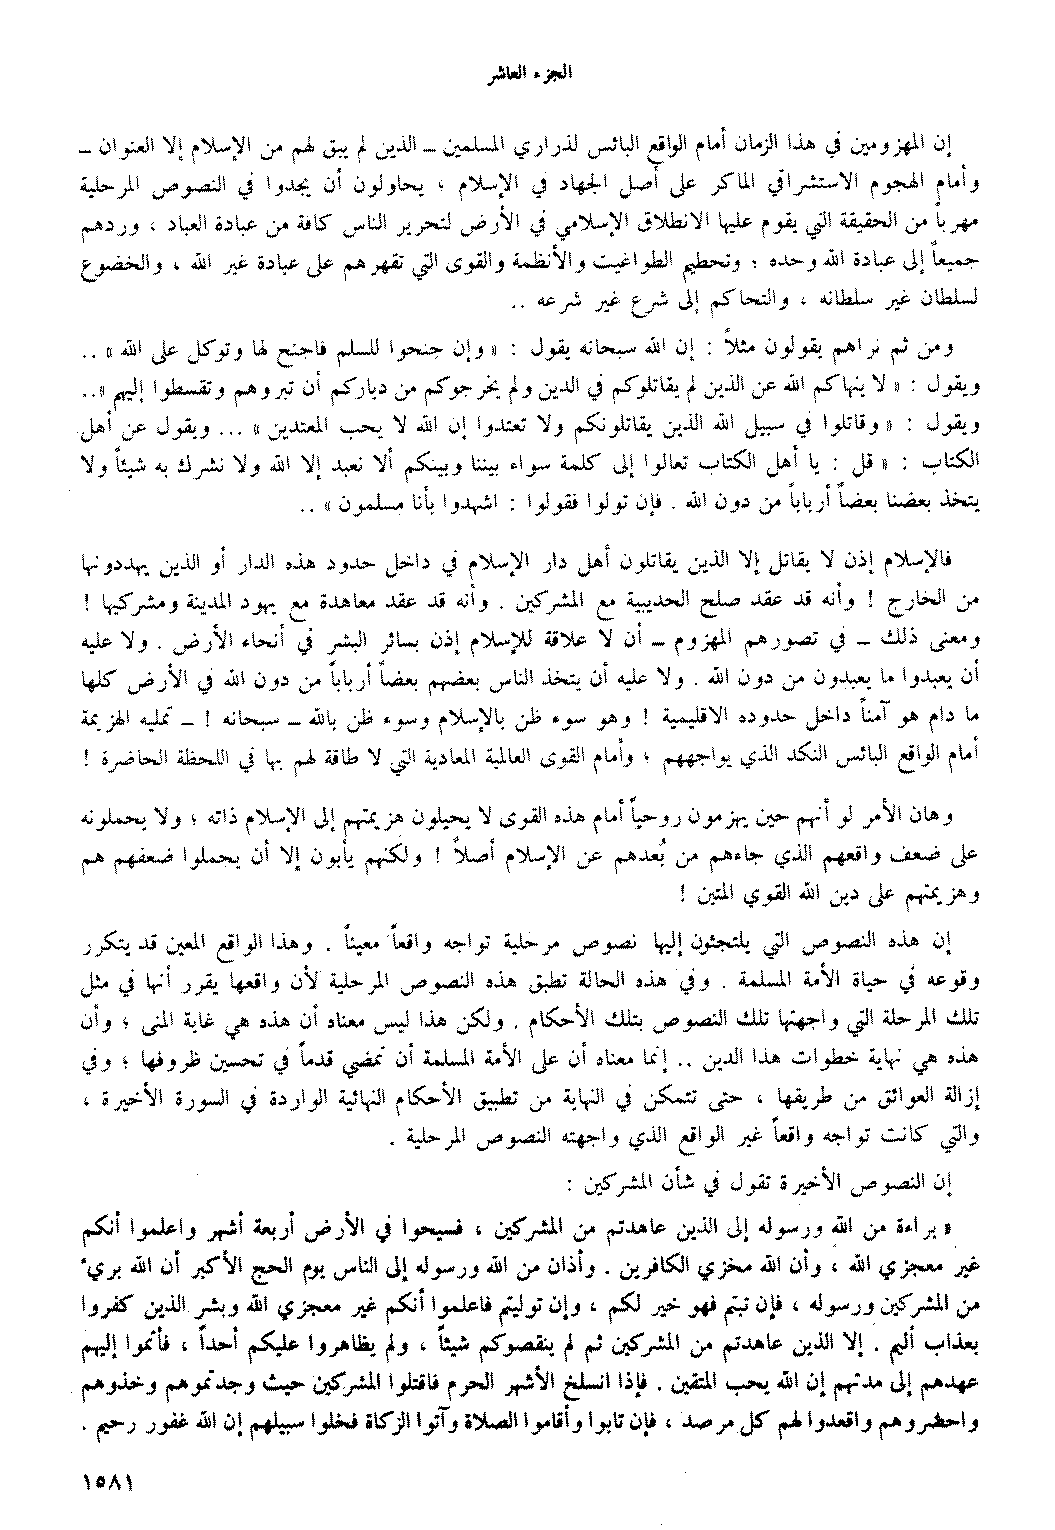 الجزء العاشر
إن المهزومين في هذا الزمان أمام الواقع البائس لذراري المسلمين – الذين لم يبق لهم من الإسلام إلا العنوان –
وأمام الهجوم الاستشراقي الماكر على أصل الجهاد في الإسلام ؛ يحاولون أن يجدوا في النصوص المرحلية
مهرباً من الحقيقة التي يقوم عليها الانطلاق الإسلامي في الأرض لتحرير الناس كافة من عبادة العباد ، وردهم
جميعاً إلى عبادة الله وحده ؛ وتحطيم الطواغيت والأنظمة والقوى التي تقهرهم على عبادة غير الله ، والخضوع
لسلطان غير سلطانه ، والتحاكم إلى شرع غير شرعه ..
ومن ثم نراهم يقولون مثلاً : إن الله سبحانه يقول : « وإن جنحوا للسلم فاجنح لها وتوكل على الله » ..
ويقول : « لا ينهاكم الله عن الذين لم يقاتلوكم في الدين ولم يخرجوكم من دياركم أن تبروهم وتقسطوا إليهم » ..
ويقول : « وقاتلوا في سبيل الله الذين يقاتلونكم ولا تعتدوا إن الله لا يحب المعتدين » ... ويقول عن أهل
الكتاب : « قل : يا أهل الكتاب تعالوا إلى كلمة سواء بيننا وبينكم ألا نعبد إلا الله ولا نشرك به شيئاً ولا
يتخذ بعضنا بعضاً أرباباً من دون الله . فإن تولوا فقولوا : اشهدوا بأنا مسلمون » ..
فالإسلام إذن لا يقاتل إلا الذين يقاتلون أهل دار الإسلام في داخل حدود هذه الدار أو الذين يهددونها
من الخارج ! وأنه قد عقد صلح الحديبية مع المشركين . وأنه قد عقد معاهدة مع يهود المدينة ومشركيها !
ومعنى ذلك – في تصورهم المهزوم – أن لا علاقة للإسلام إذن بسائر البشر في أنحاء الأرض . ولا عليه
أن يعبدوا ما يعبدون من دون الله . ولا عليه أن يتخذ الناس بعضهم بعضاً أرباباً من دون الله في الأرض كلها
ما دام هو آمناً داخل حدوده الاقليمية ! وهو سوء ظن بالإسلام وسوء ظن بالله – سبحانه ! – تمليه الهزيمة
أمام الواقع البائس النكد الذي يواجههم ؛ وأمام القوى العالمية المعادية التي لا طاقة لهم بها في اللحظة الحاضرة !
وهان الأمر لو أنهم حين يهزمون روحياً أمام هذه القوى لا يحيلون هزيمتهم إلى الإسلام ذاته ؛ ولا يحملونه
على ضعف واقعهم الذي جاءهم من بُعدهم عن الإسلام أصلاً ! ولكنهم يأبون إلا أن يحملوا ضعفهم هم
وهزيمتهم على دين الله القوي المتين !
إن هذه النصوص التي يلتجئون إليها نصوص مرحلية تواجه واقعاً معيناً . وهذا الواقع المعين قد يتكرر
وقوعه في حياة الأمة المسلمة . وفي هذه الحالة تطبق هذه النصوص المرحلية لأن واقعها يقرر أنها في مثل
تلك المرحلة التي واجهتها تلك النصوص بتلك الأحكام . ولكن هذا ليس معناه أن هذه هي غاية المنى ؛ وأن
هذه هي نهاية خطوات هذا الدين .. إنما معناه أن على الأمة المسلمة أن تمضي قدماً في تحسين ظروفها ؛ وفي
إزالة العوائق من طريقها ، حتى تتمكن في النهاية من تطبيق الأحكام النهائية الواردة في السورة الأخيرة ،
والتي كانت تواجه واقعاً غير الواقع الذي واجهته النصوص المرحلية .
إن النصوص الأخيرة تقول في شأن المشركين :
« براءة من الله ورسوله إلى الذين عاهدتم من المشركين ، فسيحوا في الأرض أربعة أشهر واعلموا أنكم
غير معجزي الله ، وأن الله مخزي الكافرين . وأذان من الله ورسوله إلى الناس يوم الحج الأكبر أن الله بريء
من المشركين ورسوله ، فإن تبتم فهو خير لكم ، وإن توليتم فاعلموا أنكم غير معجزي الله وبشر الذين كفروا
بعذاب أليم . إلا الذين عاهدتم من المشركين ثم لم ينقصوكم شيئاً ، ولم يظاهروا عليكم أحداً ، فأتموا إليهم
عهدهم إلى مدتهم إن الله يحب المتقين . فإذا انسلخ الأشهر الحرم فاقتلوا المشركين حيث وجدتموهم وخذوهم
واحصروهم واقعدوا لهم كل مرصد ، فإن تابوا وأقاموا الصلاة وآتوا الزكاة فخلوا سبيلهم إن الله غفور رحيم .
١٥٨١